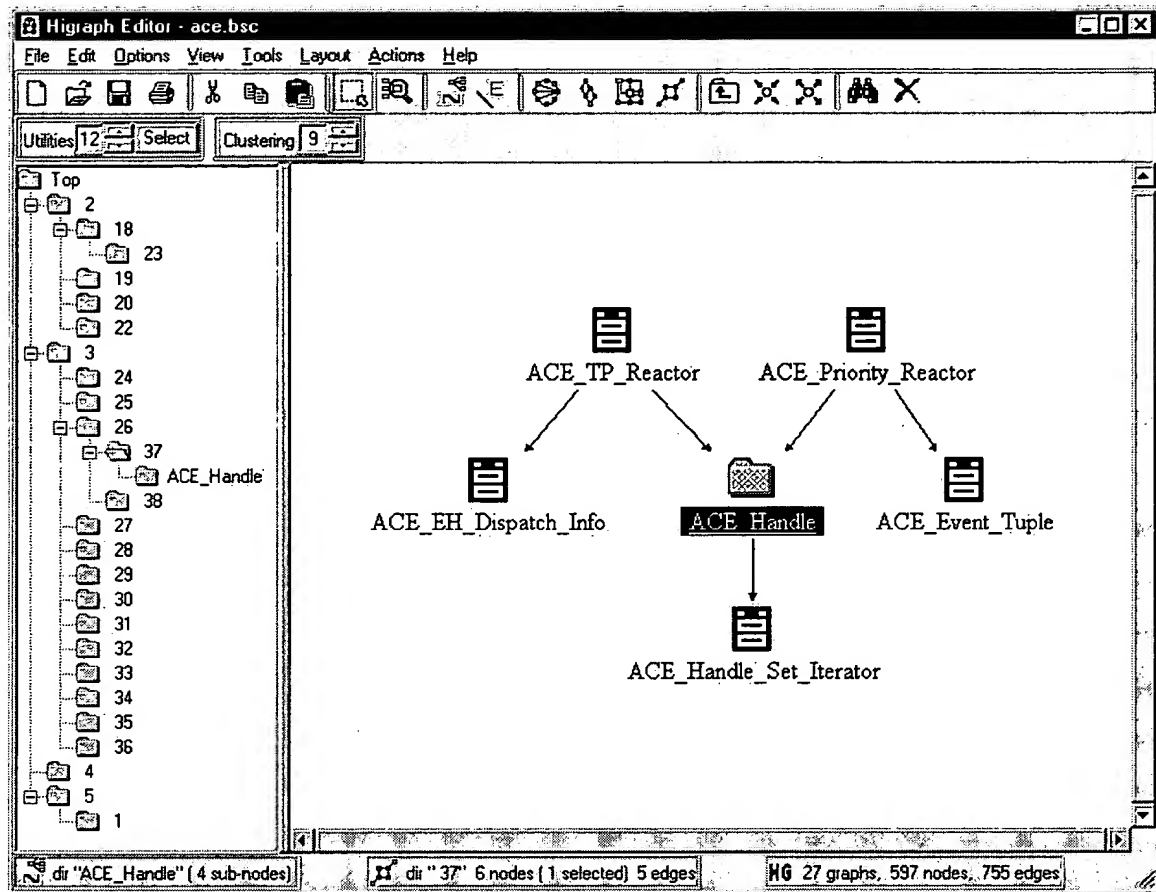 Higraph Editor - ace.bsc
File Edit Options View Tools Layout Actions Help
Utilities 12 Select Clustering 9
Top
2
18
23
19
20
22
3
24
25
26
37
ACE_Handle
38
27
28
29
30
31
32
33
34
35
36
4
5
1
ACE_TP_Reactor ACE_Priority_Reactor
ACE_EH_Dispatch_Info ACE_Handle ACE_Event_Tuple
ACE_Handle_Set_Iterator
dir "ACE_Handle" ( 4 sub-nodes) dir " 37" 6 nodes ( 1 selected) 5 edges HG 27 graphs, 597 nodes, 755 edges